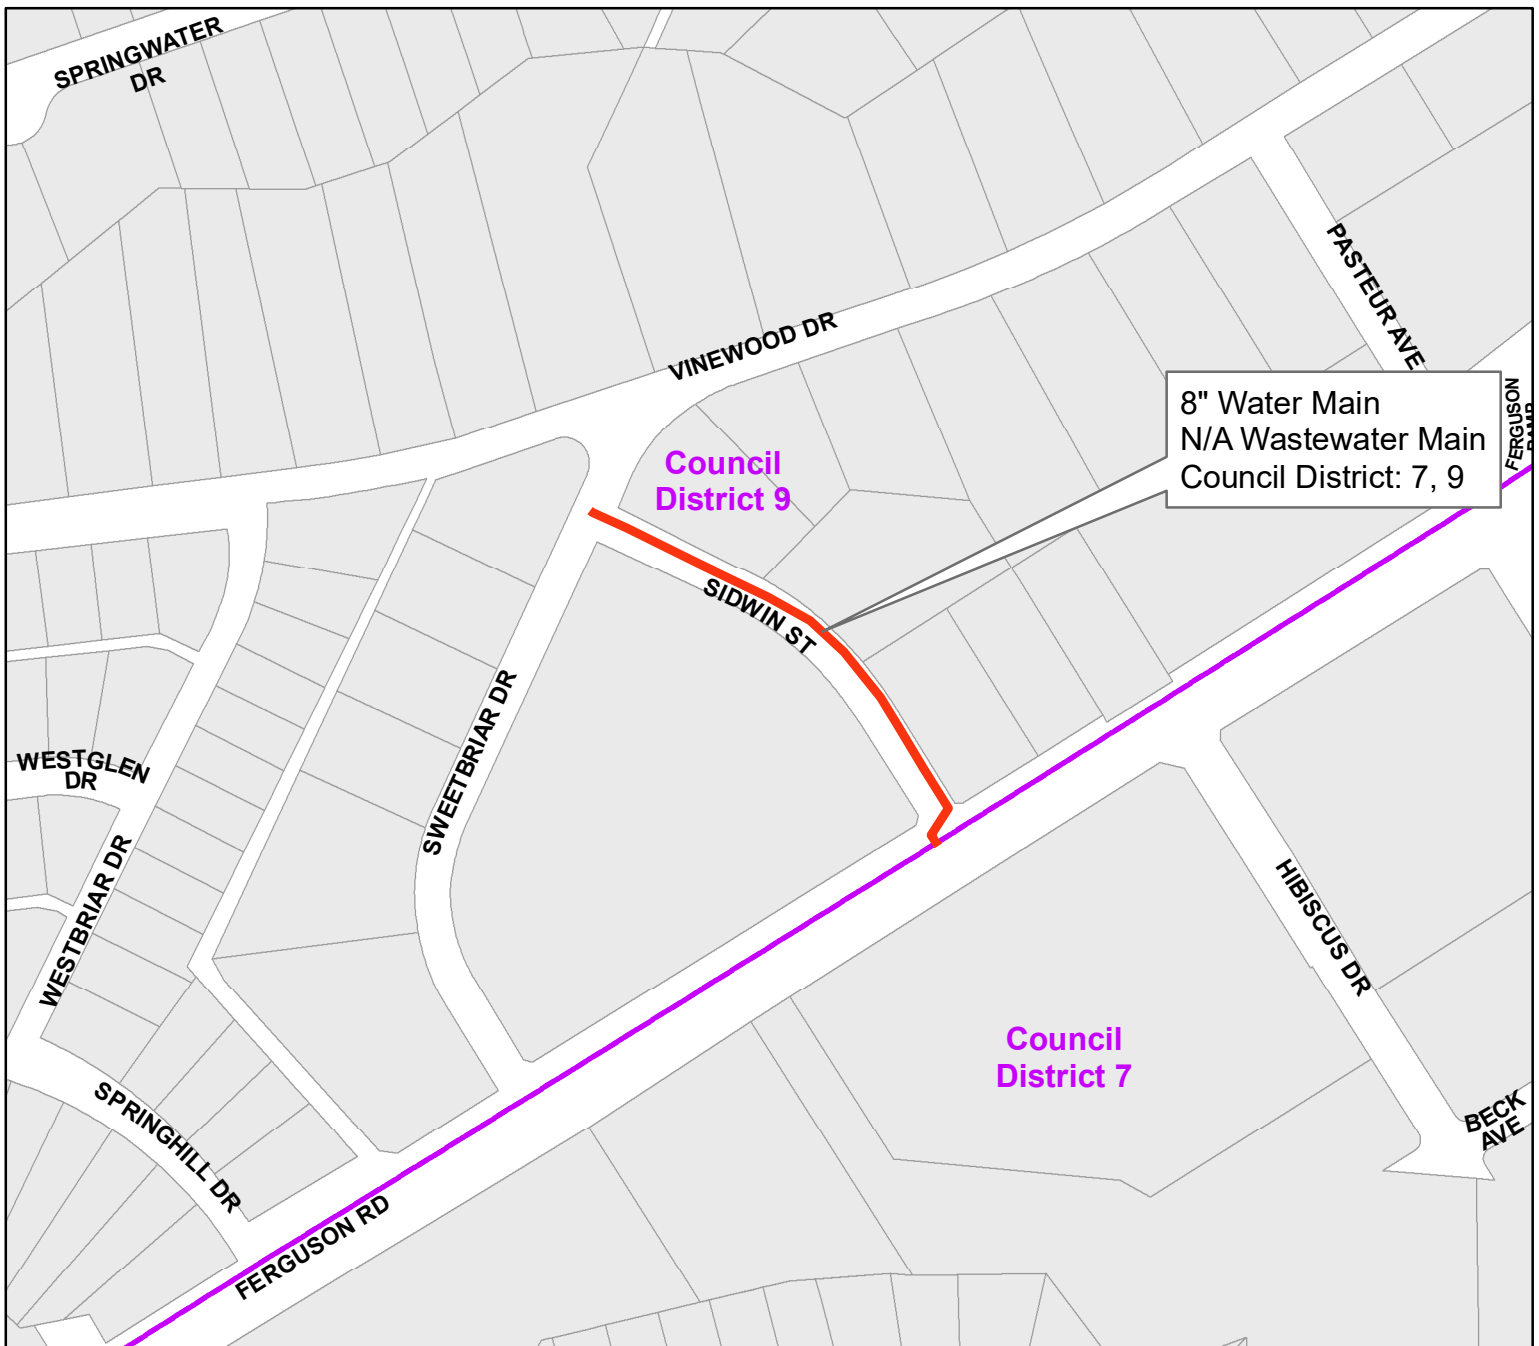 SPRINGWATER
DR
VINEWOOD DR
PASTEUR AVE
FERGUSON
RAMP
8" Water Main
N/A Wastewater Main
Council District: 7, 9
Council
District 9
SIDWIN ST
SWEETBRIAR DR
WESTGLEN
DR
WESTBRIAR DR
HIBISCUS DR
Council
District 7
BECK
AVE
SPRINGHILL DR
FERGUSON RD